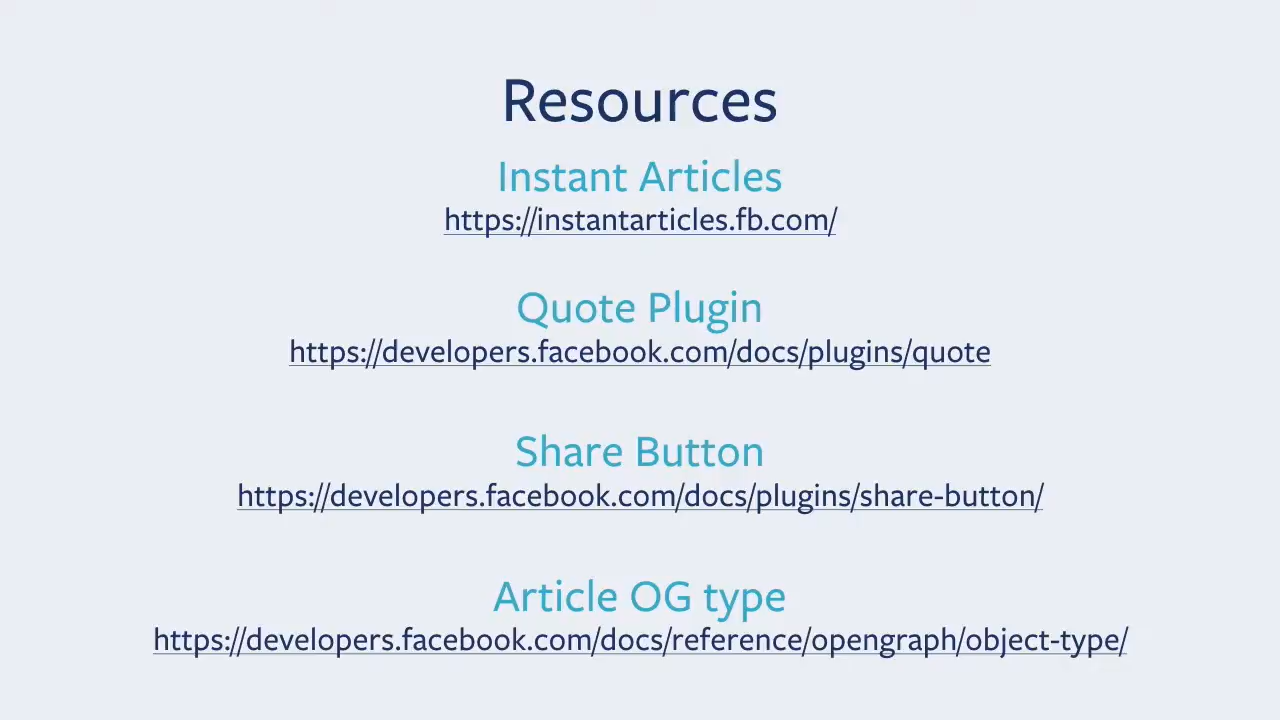 Resources
Instant Articles
https://instantarticles.fb.com/
Quote Plugin
https://developers.facebook.com/docs/plugins/quote
Share Button
https://developers.facebook.com/docs/plugins/share-button/
Article OG type
https://developers.facebook.com/docs/reference/opengraph/object-type/